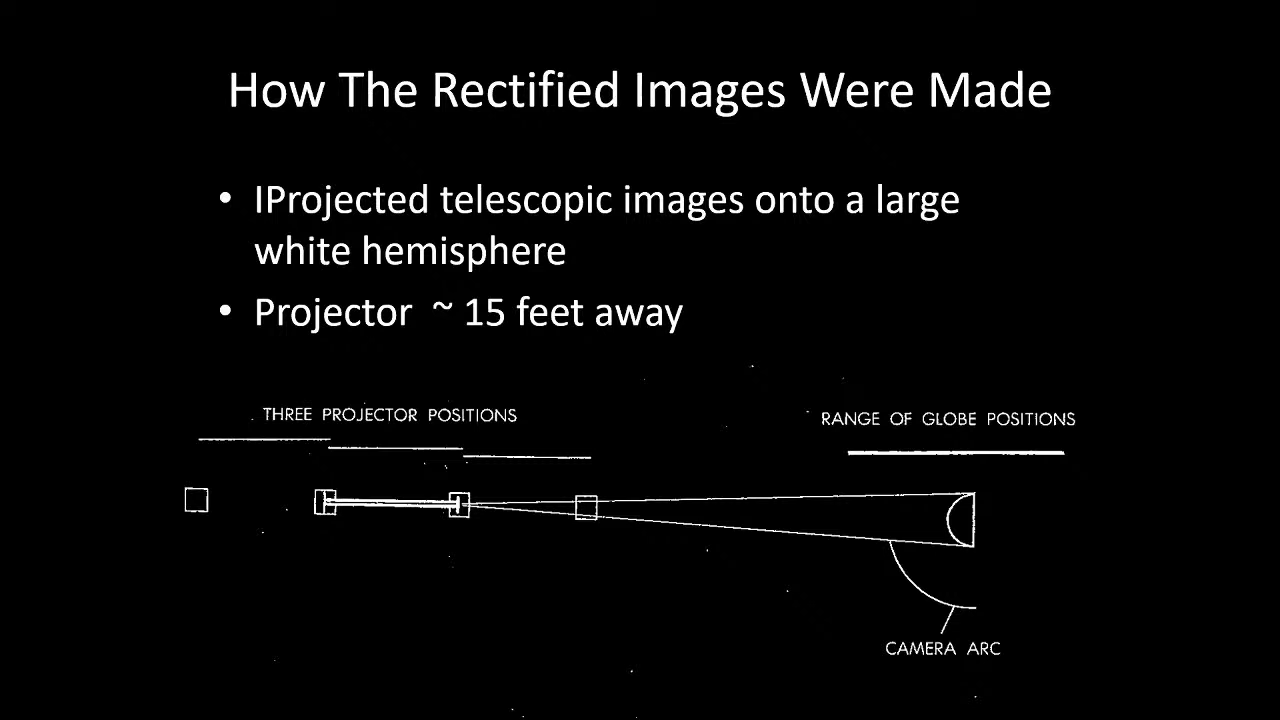 How The Rectified Images Were Made
• IProjected telescopic images onto a large
white hemisphere
• Projector ~ 15 feet away
THREE PROJECTOR POSITIONS
RANGE OF GLOBE POSITIONS
CAMERA ARC